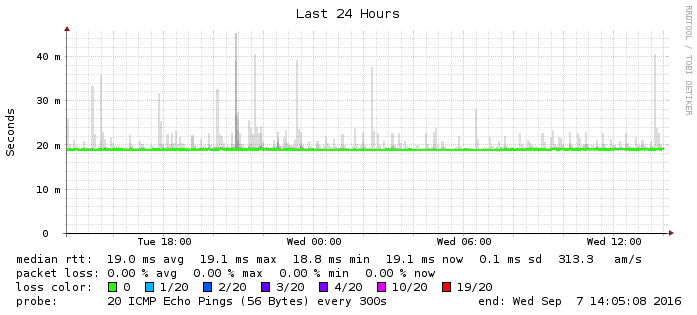 Last 24 Hours
RRDTOOL / TOBI OETIKER
Seconds
40 m
30 m
20 m
10 m
0
Tue 18:00 Wed 00:00 Wed 06:00 Wed 12:00
median rtt: 19.0 ms avg 19.1 ms max 18.8 ms min 19.1 ms now 0.1 ms sd 313.3 am/s
packet loss: 0.00 % avg 0.00 % max 0.00 % min 0.00 % now
loss color: 0 1/20 2/20 3/20 4/20 10/20 19/20
probe: 20 ICMP Echo Pings (56 Bytes) every 300s end: Wed Sep 7 14:05:08 2016